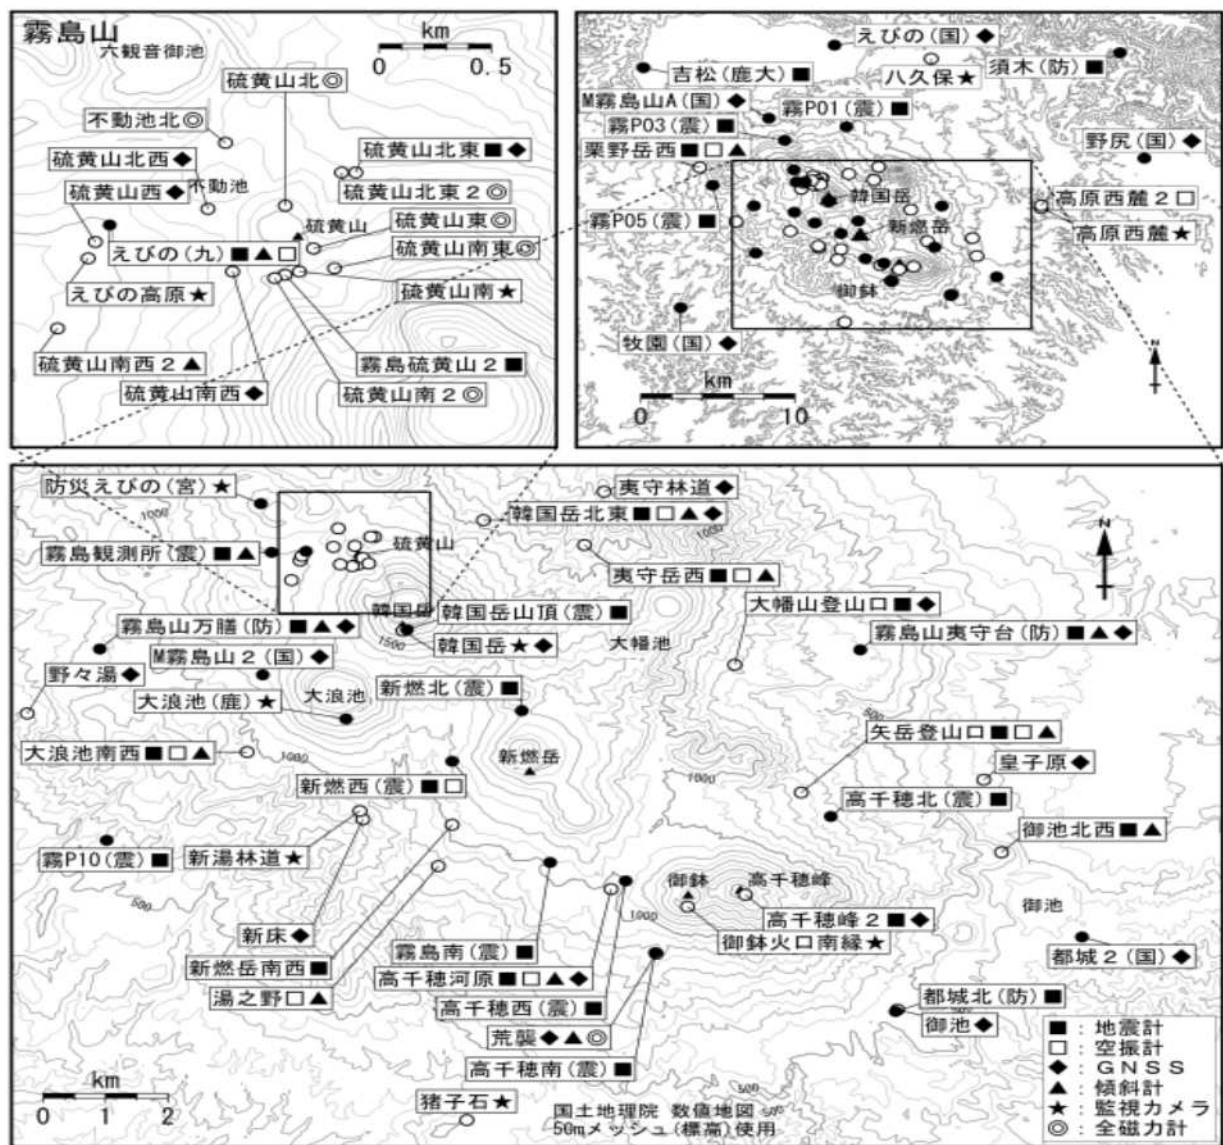 霧島山
六観音御池
km
0 0.5
硫黄山北◎
不動池北◎
硫黄山北西◆
硫黄山北東■◆
硫黄山西◆
不動池
硫黄山北東2◎
硫黄山東◎
硫黄山
えびの(九)■▲□
硫黄山南東◎
えびの高原★
硫黄山南★
硫黄山南西2▲
霧島硫黄山2■
硫黄山南西◆
硫黄山南2◎
えびの(国)◆
吉松(鹿大)■
八久保★
須木(防)■
M霧島山A(国)◆
霧P01(震)■
霧P03(震)■
野尻(国)◆
栗野岳西■□▲
韓国岳
高原西麓2□
霧P05(震)■
新燃岳
高原西麓★
御鉢
牧園(国)◆
km
0 10
N
防災えびの(宮)★
夷守林道◆
1000
韓国岳北東■□▲◆
1000
N
霧島観測所(震)■▲
硫黄山
夷守岳西■□▲
韓国岳
韓国岳山頂(震)■
大幡山登山口■◆
霧島山万膳(防)■▲◆
1500
韓国岳★◆
大幡池
霧島山夷守台(防)■▲◆
M霧島山2(国)◆
野々湯◆
新燃北(震)■
大浪池(鹿)★
大浪池
500
大浪池南西■□▲
1000
新燃岳
矢岳登山口■□▲
皇子原◆
新燃西(震)■□
1000
高千穂北(震)■
御池北西■▲
霧P10(震)■
新湯林道★
御鉢
高千穂峰
500
1000
高千穂峰2■◆
御池
新床◆
霧島南(震)■
御鉢火口南縁★
都城2(国)◆
新燃岳南西■
高千穂河原■□▲◆
湯之野□▲
高千穂西(震)■
都城北(防)■
荒襲◆▲◎
御池◆
高千穂南(震)■
km
0 1 2
猪子石★
500
国土地理院 数値地図
500
50mメッシュ(標高)使用
■：地震計
□：空振計
◆：GNSS
▲：傾斜計
★：監視カメラ
◎：全磁力計